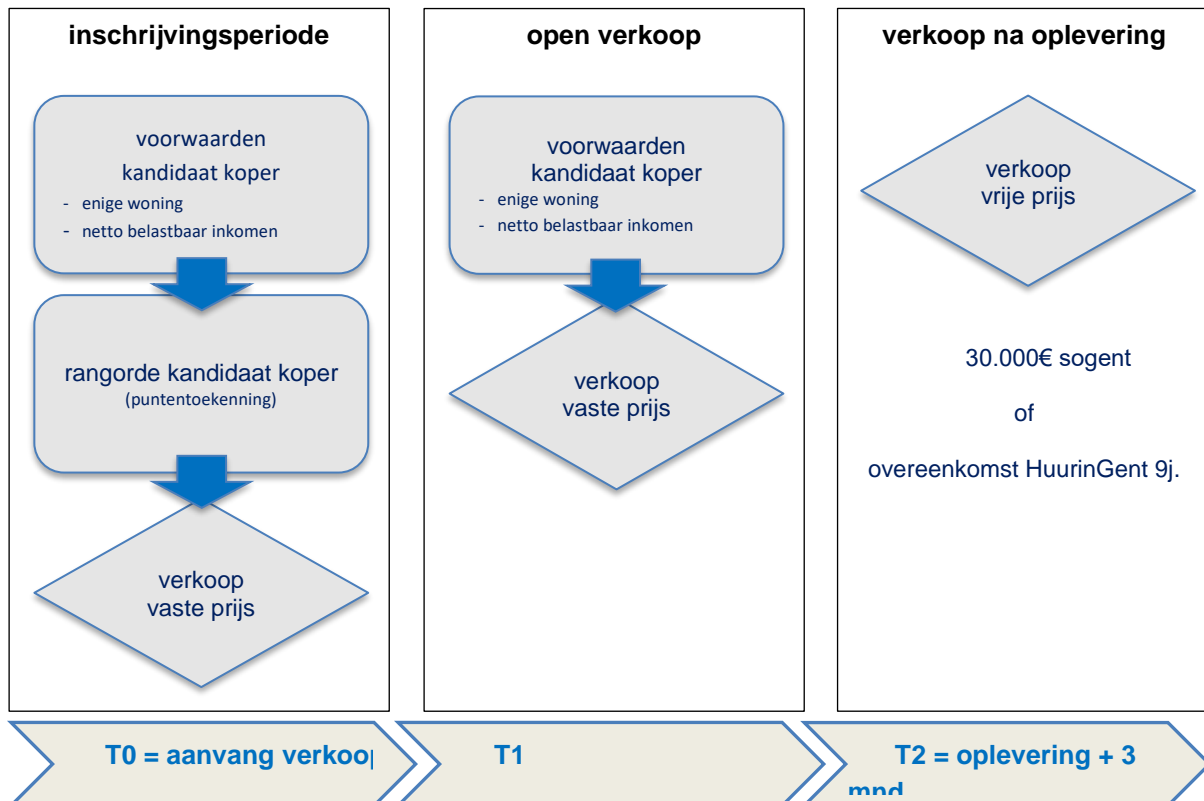 inschrijvingsperiode
voorwaarden
kandidaat koper
- enige woning
- netto belastbaar inkomen
rangorde kandidaat koper
(puntentoekenning)
verkoop
vaste prijs
open verkoop
voorwaarden
kandidaat koper
- enige woning
- netto belastbaar inkomen
verkoop
vaste prijs
verkoop na oplevering
verkoop
vrije prijs
30.000€ sogent
of
overeenkomst HuurinGent 9j.
T0 = aanvang verkoop
T1
T2 = oplevering + 3
mnd